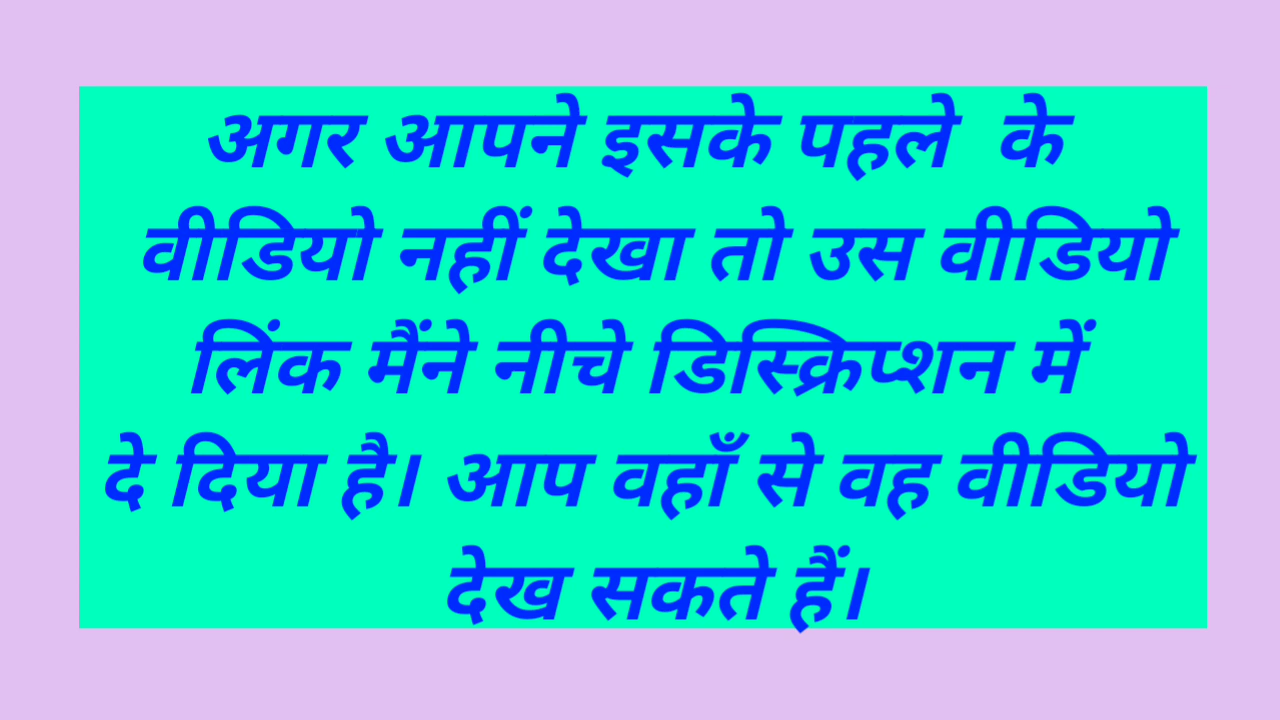 अगर आपने इसके पहले के
वीडियो नहीं देखा तो उस वीडियो
लिंक मैंने नीचे डिस्क्रिप्शन में
दे दिया है। आप वहाँ से वह वीडियो
देख सकते हैं।